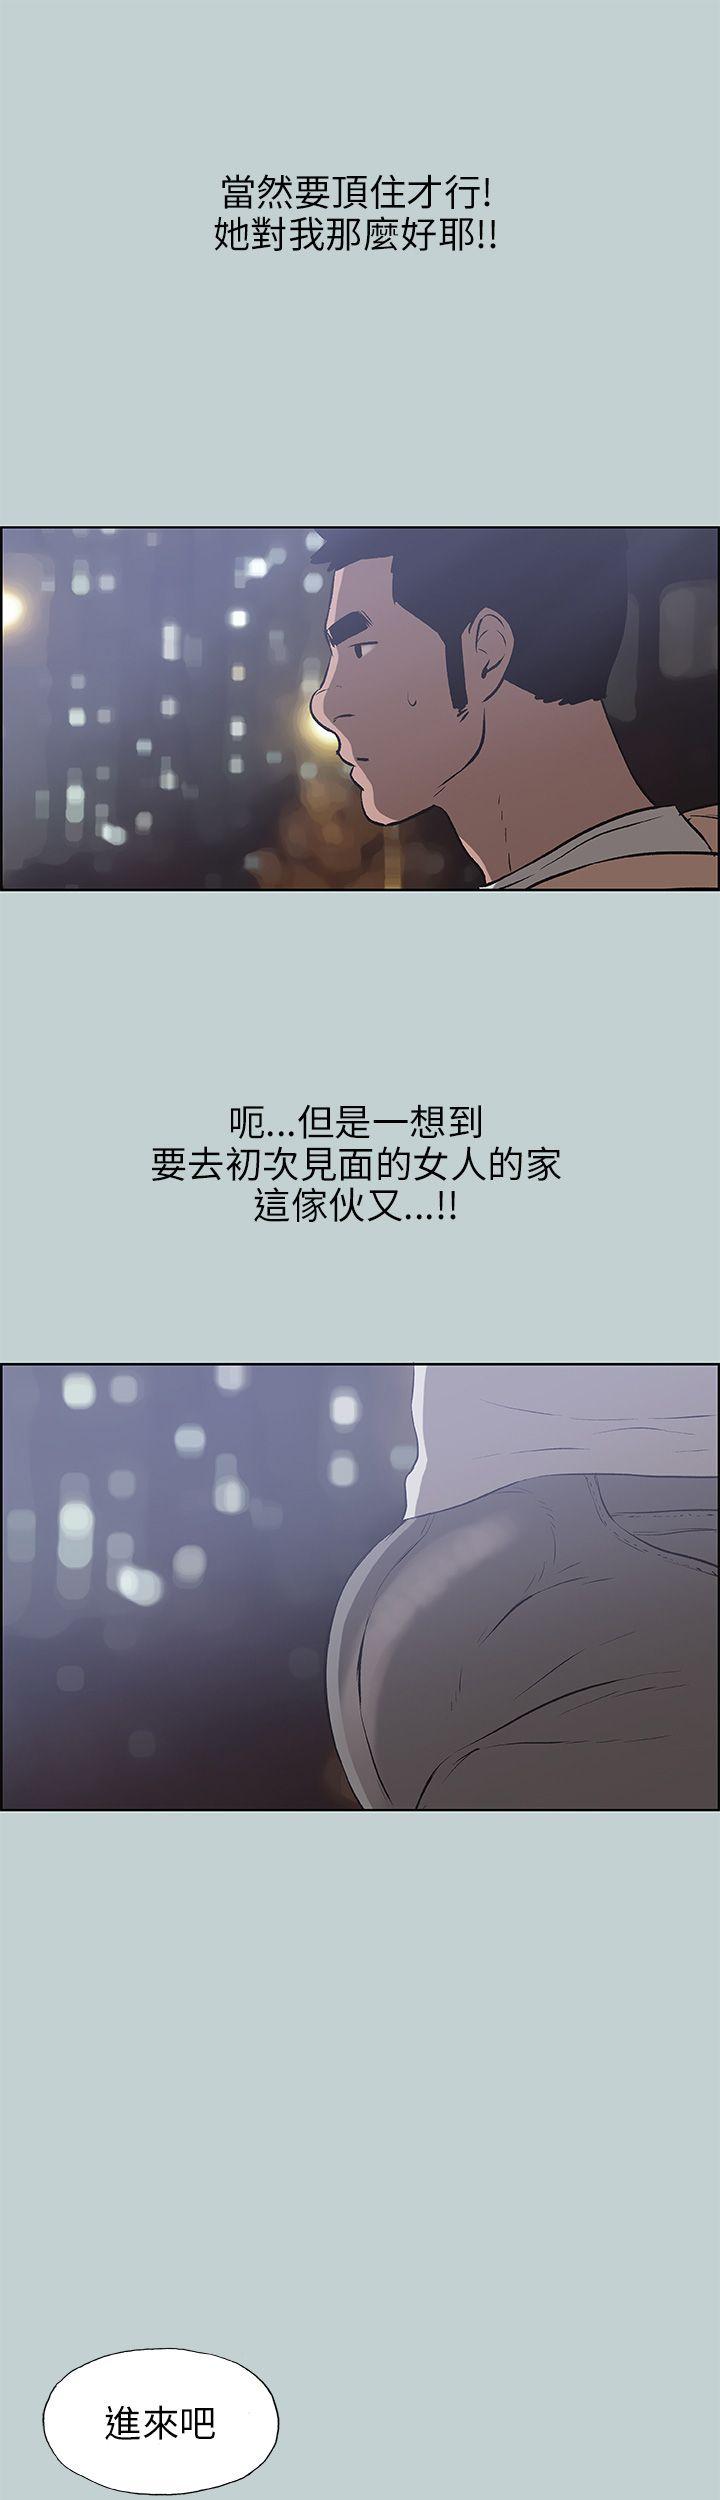 當然要頂住才行!
她對我那麼好耶!!
呃...但是一想到
要去初次見面的女人的家
這傢伙又...!!
進來吧